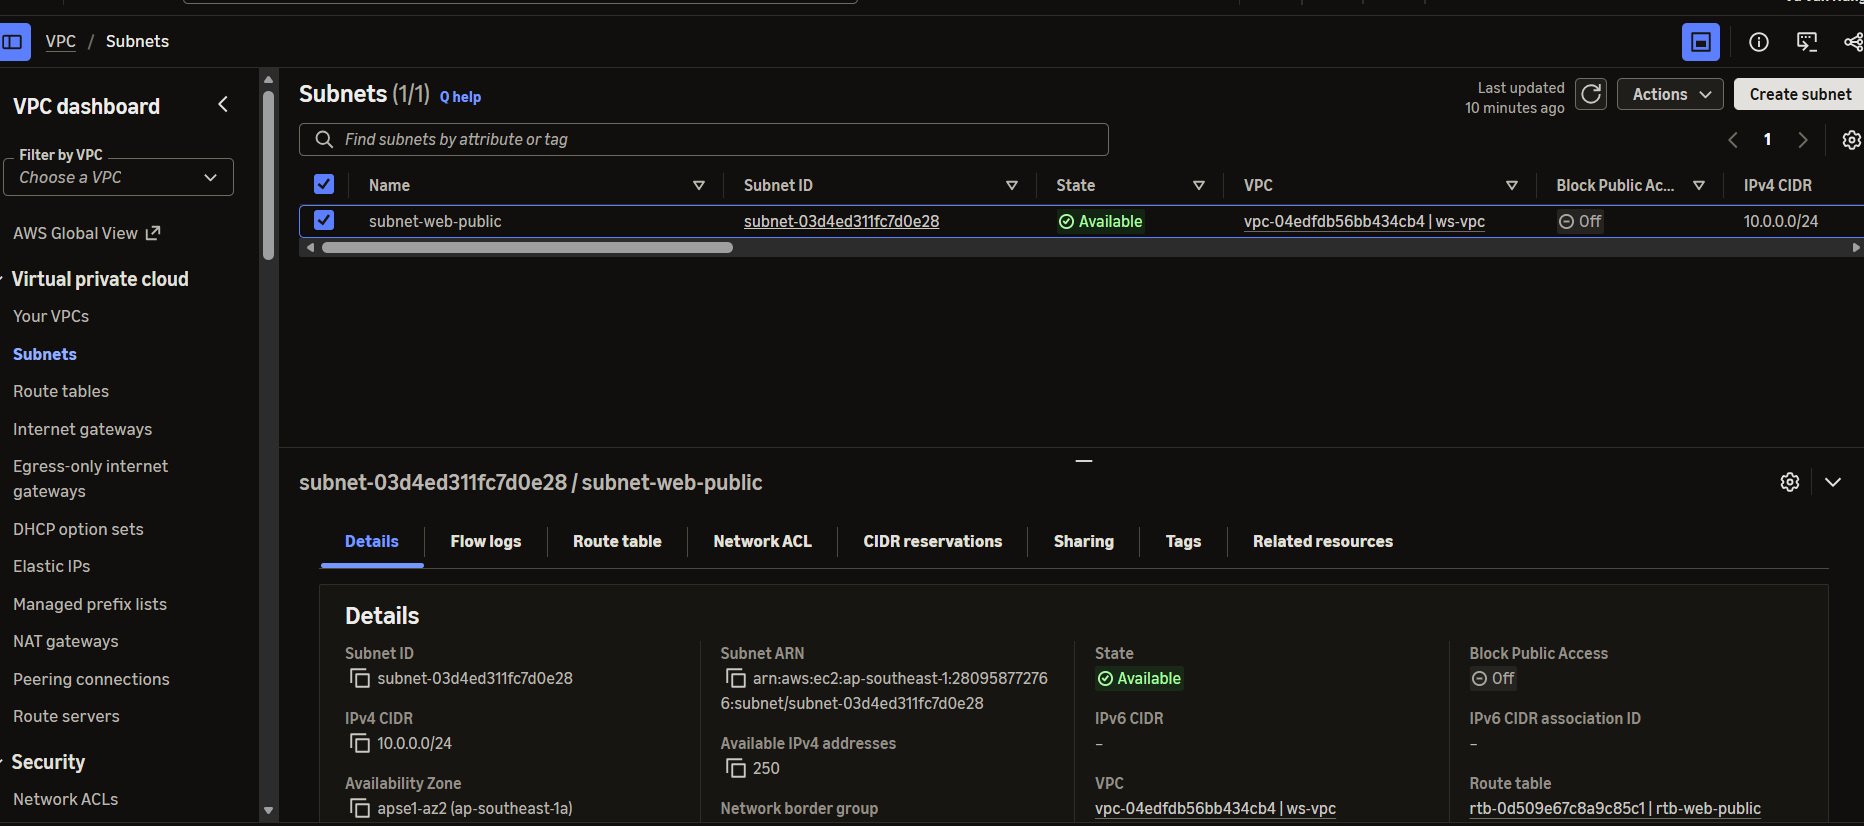 VPC / Subnets
VPC dashboard
Filter by VPC
Choose a VPC
AWS Global View
Virtual private cloud
Your VPCs
Subnets
Route tables
Internet gateways
Egress-only internet
gateways
DHCP option sets
Elastic IPs
Managed prefix lists
NAT gateways
Peering connections
Route servers
Security
Network ACLs
Subnets (1/1) Q help
Last updated
10 minutes ago
Actions
Create subnet
Find subnets by attribute or tag
1
Name Subnet ID State VPC Block Public Ac... IPv4 CIDR
subnet-web-public subnet-03d4ed311fc7d0e28 Available vpc-04edfdb56bb434cb4 | ws-vpc Off 10.0.0.0/24
subnet-03d4ed311fc7d0e28 / subnet-web-public
Details Flow logs Route table Network ACL CIDR reservations Sharing Tags Related resources
Details
Subnet ID
subnet-03d4ed311fc7d0e28
IPv4 CIDR
10.0.0.0/24
Availability Zone
apse1-az2 (ap-southeast-1a)
Subnet ARN
arn:aws:ec2:ap-southeast-1:28095877276
6:subnet/subnet-03d4ed311fc7d0e28
Available IPv4 addresses
250
Network border group
State
Available
IPv6 CIDR
–
VPC
vpc-04edfdb56bb434cb4 | ws-vpc
Block Public Access
Off
IPv6 CIDR association ID
–
Route table
rtb-0d509e67c8a9c85c1 | rtb-web-public